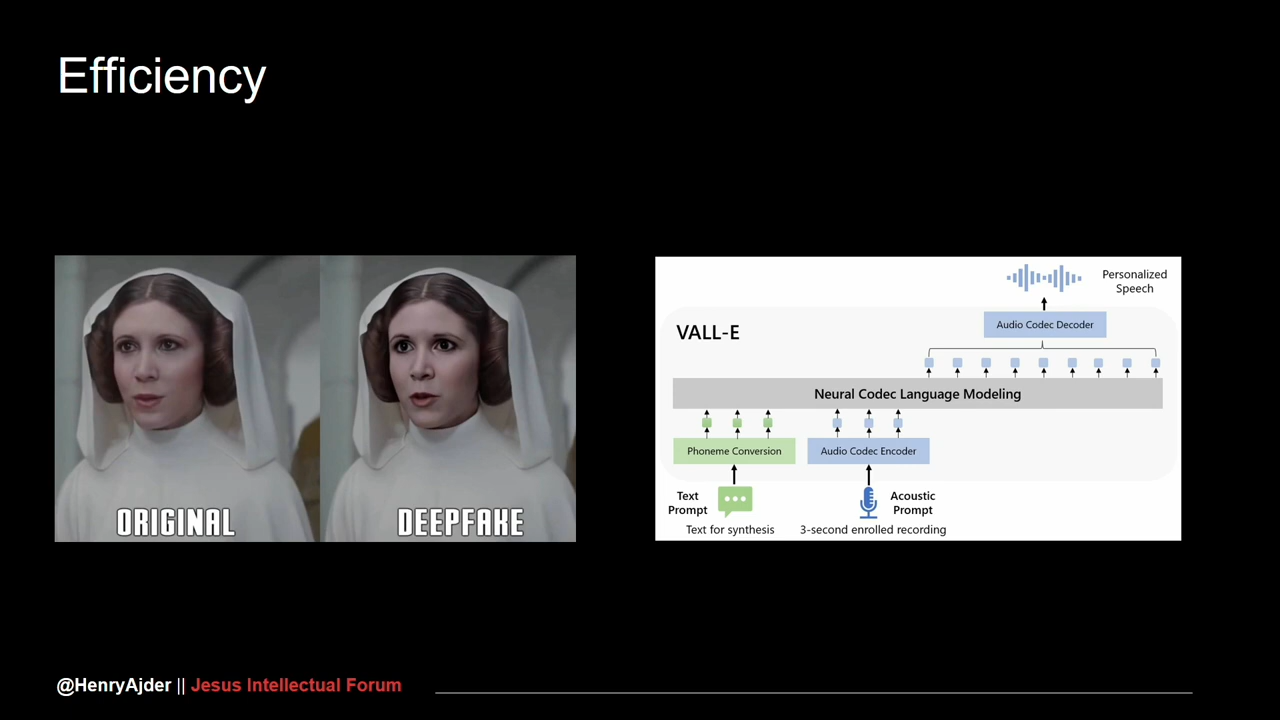 Efficiency
ORIGINAL
DEEPFAKE
Personalized
Speech
VALL-E
Audio Codec Decoder
Neural Codec Language Modeling
Phoneme Conversion
Audio Codec Encoder
Text
Prompt
Acoustic
Prompt
Text for synthesis
3-second enrolled recording
@HenryAjder || Jesus Intellectual Forum